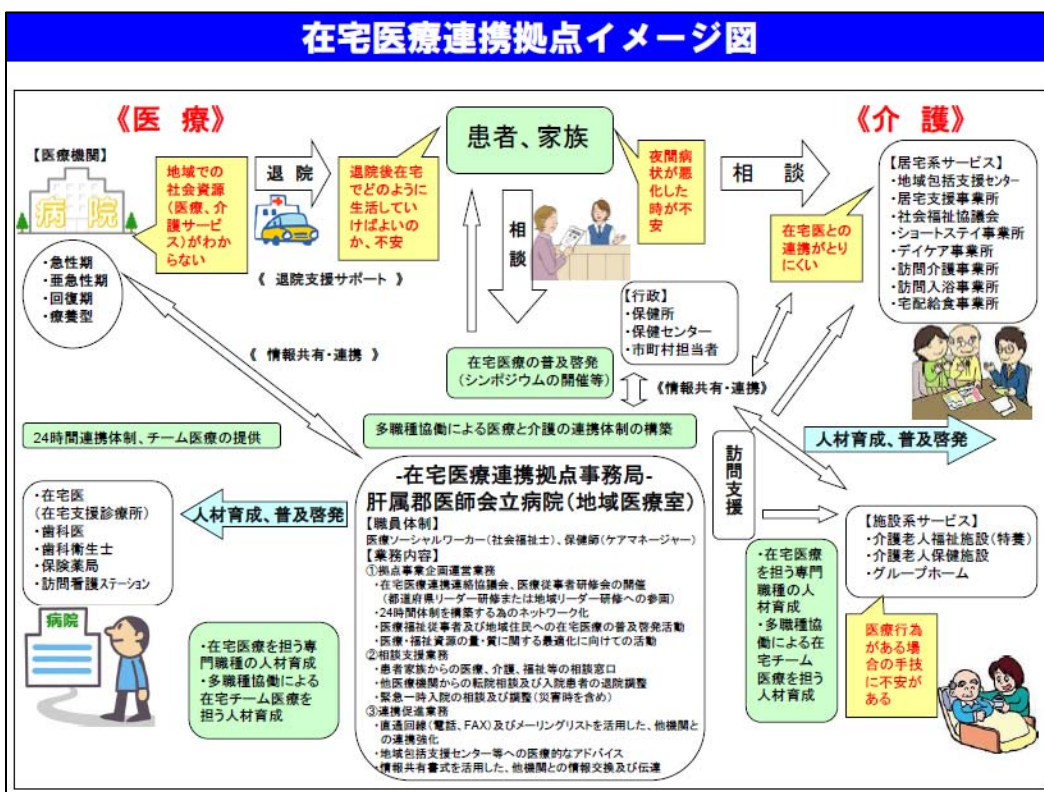 在宅医療連携拠点イメージ図
《医 療》
【医療機関】
病 院
・急性期
・亜急性期
・回復期
・療養型
地域での
社会資源
(医療、介
護サービ
ス)がわか
らない
退 院
退院後在宅
でどのように
生活してい
けばよいの
か、不安
《 退院支援サポート 》
患者、家族
相
談
夜間病
状が悪
化した
時が不
安
相 談
《介 護》
在宅医との
連携がとり
にくい
【居宅系サービス】
・地域包括支援センター
・居宅支援事業所
・社会福祉協議会
・ショートステイ事業所
・デイケア事業所
・訪問介護事業所
・訪問入浴事業所
・宅配給食事業所
【行政】
・保健所
・保健センター
・市町村担当者
《 情報共有・連携 》
在宅医療の普及啓発
(シンポジウムの開催等)
《情報共有・連携》
24時間連携体制、チーム医療の提供
多職種協働による医療と介護の連携体制の構築
人材育成、普及啓発
訪
問
支
援
・在宅医
(在宅支援診療所)
・歯科医
・歯科衛生士
・保険薬局
・訪問看護ステーション
人材育成、普及啓発
-在宅医療連携拠点事務局-
肝属郡医師会立病院(地域医療室)
【職員体制】
医療ソーシャルワーカー(社会福祉士)、保健師(ケアマネージャー)
【業務内容】
①拠点事業企画運営業務
・在宅医療連携連絡協議会、医療従事者研修会の開催
(都道府県リーダー研修または地域リーダー研修への参画)
・24時間体制を構築する為のネットワーク化
・医療福祉従事者及び地域住民への在宅医療の普及啓発活動
・医療・福祉資源の量・質に関する最適化に向けての活動
②相談支援業務
・患者家族からの医療、介護、福祉等の相談窓口
・他医療機関からの転院相談及び入院患者の退院調整
・緊急一時入院の相談及び調整(災害時を含め)
③連携促進業務
・直通回線(電話、FAX)及びメーリングリストを活用した、他機関と
の連携強化
・地域包括支援センター等への医療的なアドバイス
・情報共有書式を活用した、他機関との情報交換及び伝達
【施設系サービス】
・介護老人福祉施設(特養)
・介護老人保健施設
・グループホーム
病院
・在宅医療を担う専
門職種の人材育成
・多職種協働による
在宅チーム医療を
担う人材育成
・在宅医療
を担う専門
職種の人
材育成
・多職種協
働による在
宅チーム
医療を担う
人材育成
医療行為
がある場
合の手技
に不安が
ある